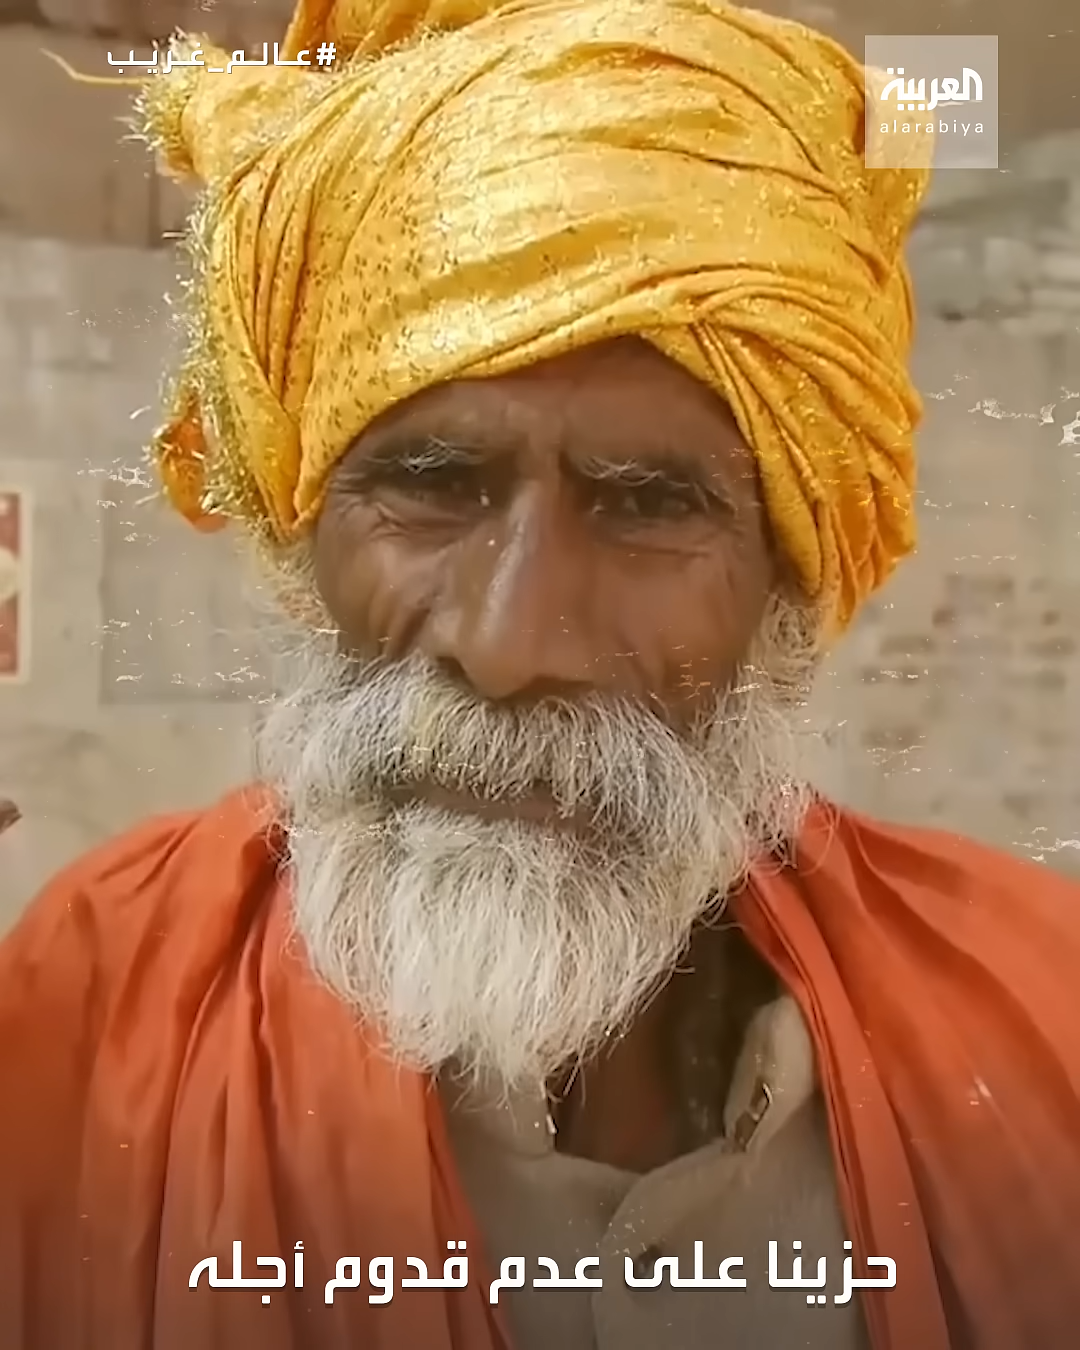 #عالم_غريب
العربية
alarabiya
حزينا على عدم قدوم أجله